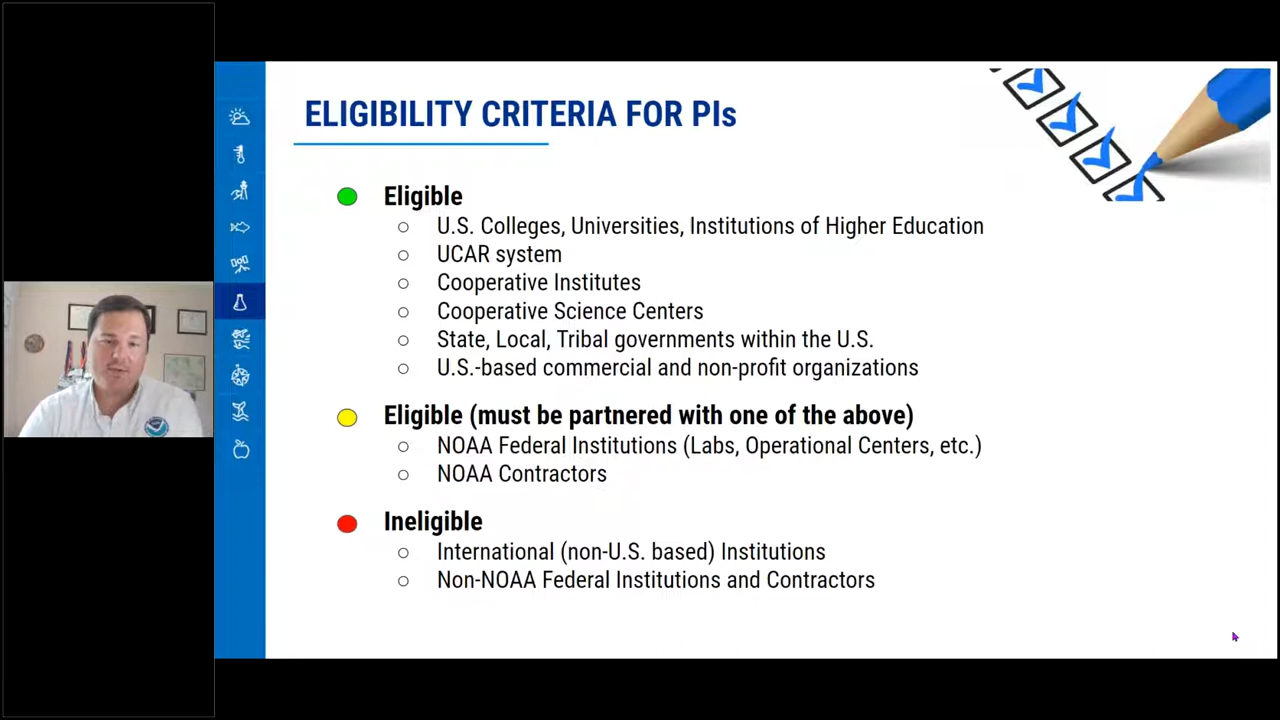 ELIGIBILITY CRITERIA FOR PIs
Eligible
U.S. Colleges, Universities, Institutions of Higher Education
UCAR system
Cooperative Institutes
Cooperative Science Centers
State, Local, Tribal governments within the U.S.
U.S.-based commercial and non-profit organizations
Eligible (must be partnered with one of the above)
NOAA Federal Institutions (Labs, Operational Centers, etc.)
NOAA Contractors
Ineligible
International (non-U.S. based) Institutions
Non-NOAA Federal Institutions and Contractors